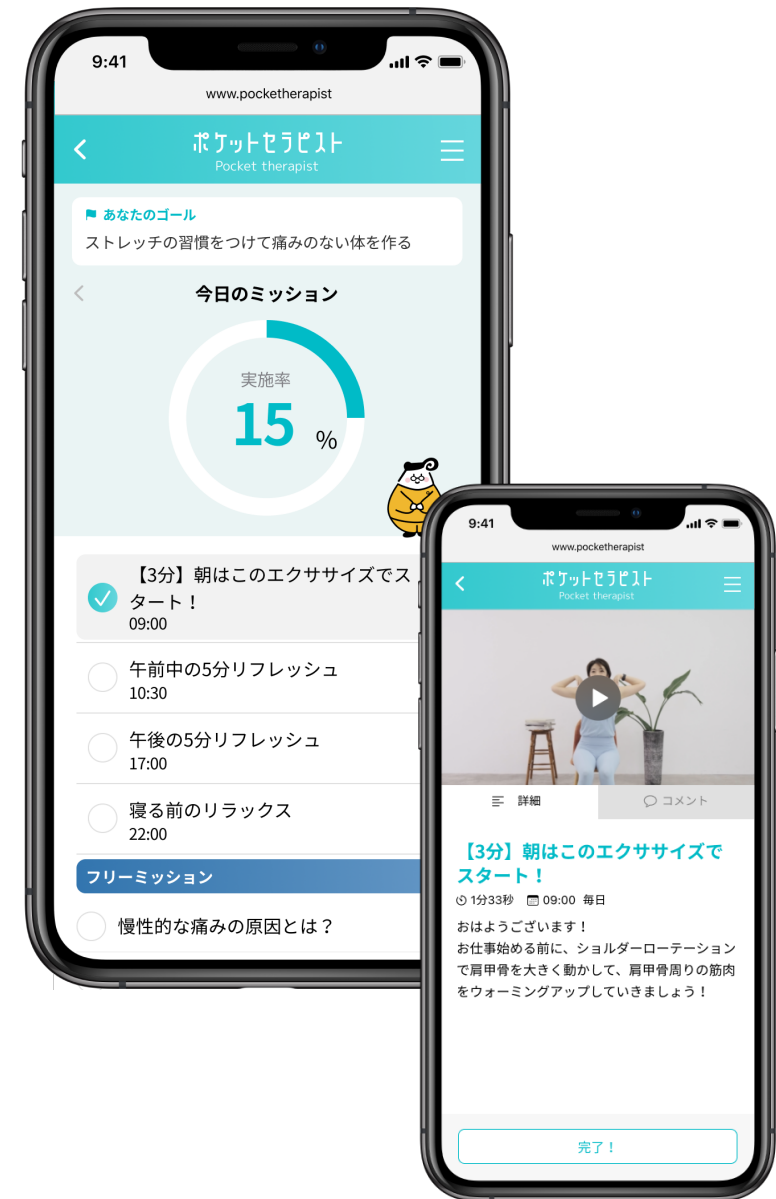 9:41
www.pocketherapist
ポケットセラピスト
Pocket therapist
あなたのゴール
ストレッチの習慣をつけて痛みのない体を作る
今日のミッション
実施率
15 %
【3分】朝はこのエクササイズでス
タート！
09:00
午前中の5分リフレッシュ
10:30
午後の5分リフレッシュ
17:00
寝る前のリラックス
22:00
フリーミッション
慢性的な痛みの原因とは？
9:41
www.pocketherapist
ポケットセラピスト
Pocket therapist
詳細
コメント
【3分】朝はこのエクササイズで
スタート！
1分33秒 09:00 毎日
おはようございます！
お仕事始める前に、ショルダーローテーション
で肩甲骨を大きく動かして、肩甲骨周りの筋肉
をウォーミングアップしていきましょう！
完了！